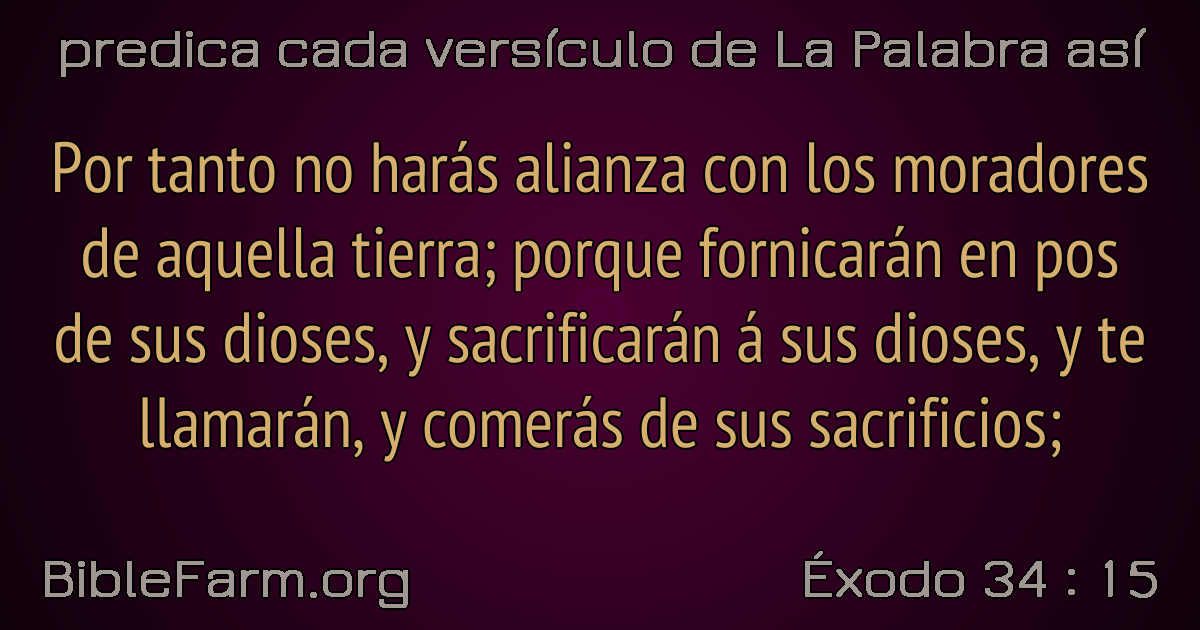 predica cada versículo de La Palabra así
Por tanto no harás alianza con los moradores
de aquella tierra; porque fornicarán en pos
de sus dioses, y sacrificarán á sus dioses, y te
llamarán, y comerás de sus sacrificios;
BibleFarm.org
Éxodo 34 : 15